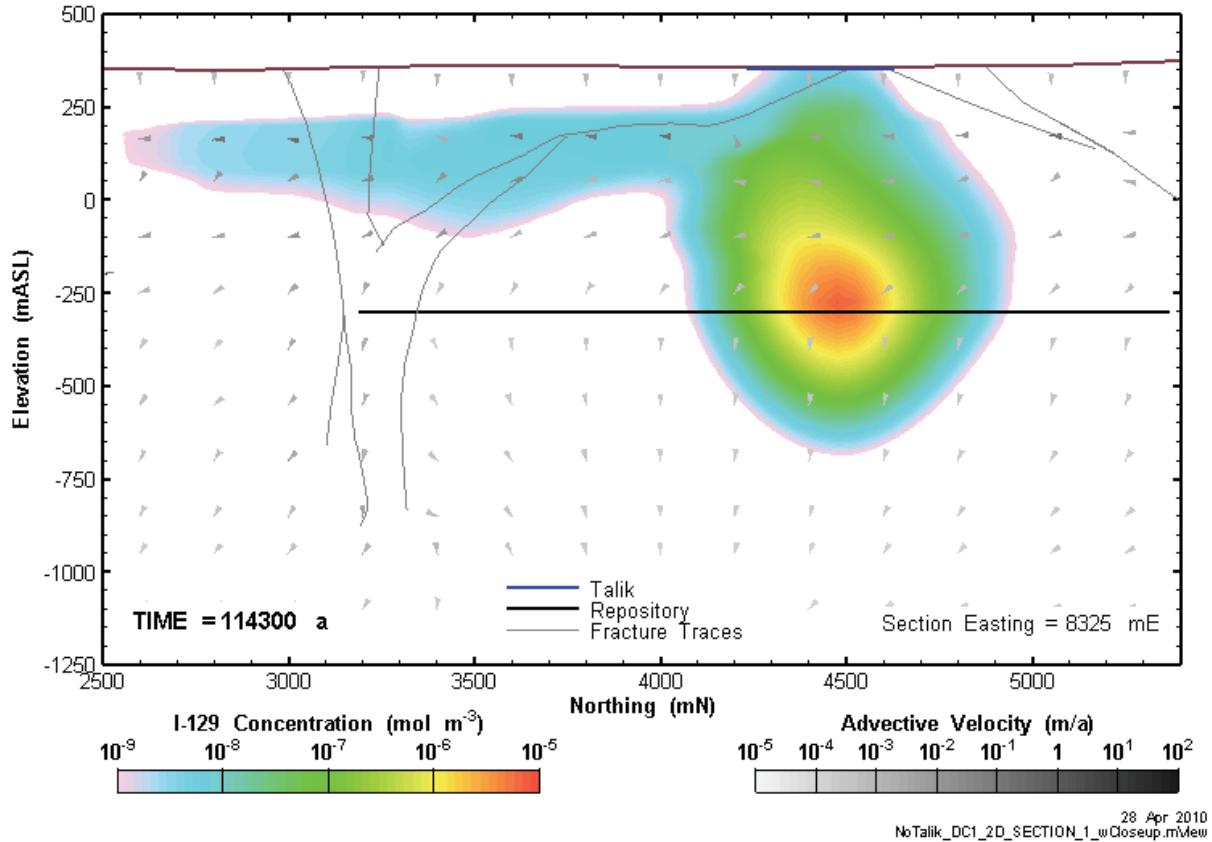 500
250
0
-250
-500
-750
-1000
-1250
Elevation (mASL)
Talik
Repository
Fracture Traces
TIME = 114300 a
Section Easting = 8325 mE
2500 3000 3500 4000 4500 5000
Northing (mN)
I-129 Concentration (mol m⁻³)
10⁻⁹ 10⁻⁸ 10⁻⁷ 10⁻⁶ 10⁻⁵
Advective Velocity (m/a)
10⁻⁵ 10⁻⁴ 10⁻³ 10⁻² 10⁻¹ 1 10¹ 10²
28 Apr 2010
NoTalik_DC1_2D_SECTION_1_wCloseup.mView